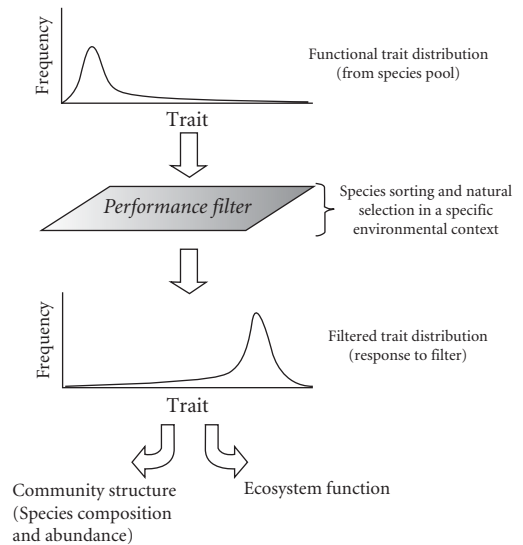 Frequency
Functional trait distribution
(from species pool)
Trait
Performance filter
Species sorting and natural
selection in a specific
environmental context
Frequency
Filtered trait distribution
(response to filter)
Trait
Community structure
(Species composition
and abundance)
Ecosystem function